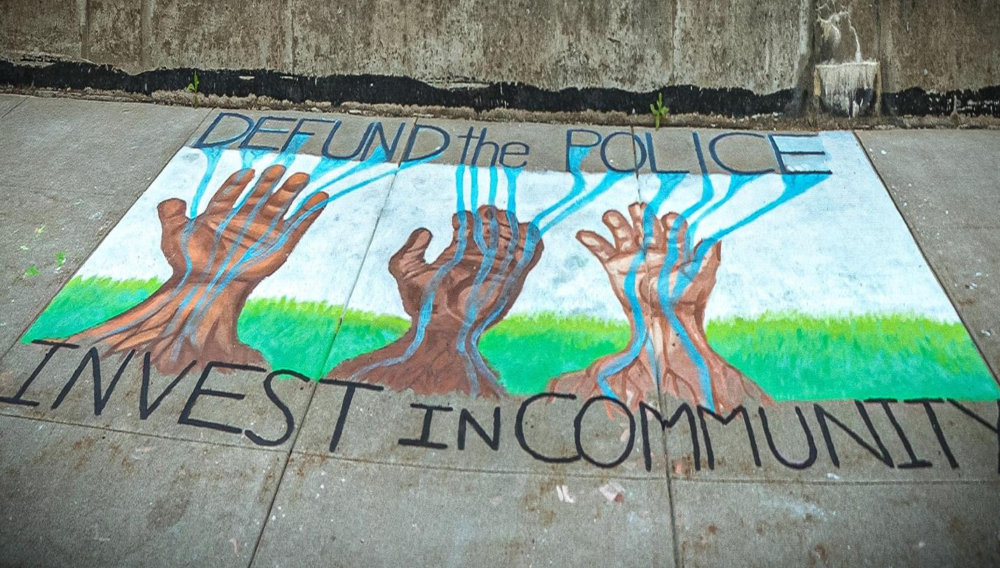 DEFUND the POLICE
INVEST IN COMMUNITY